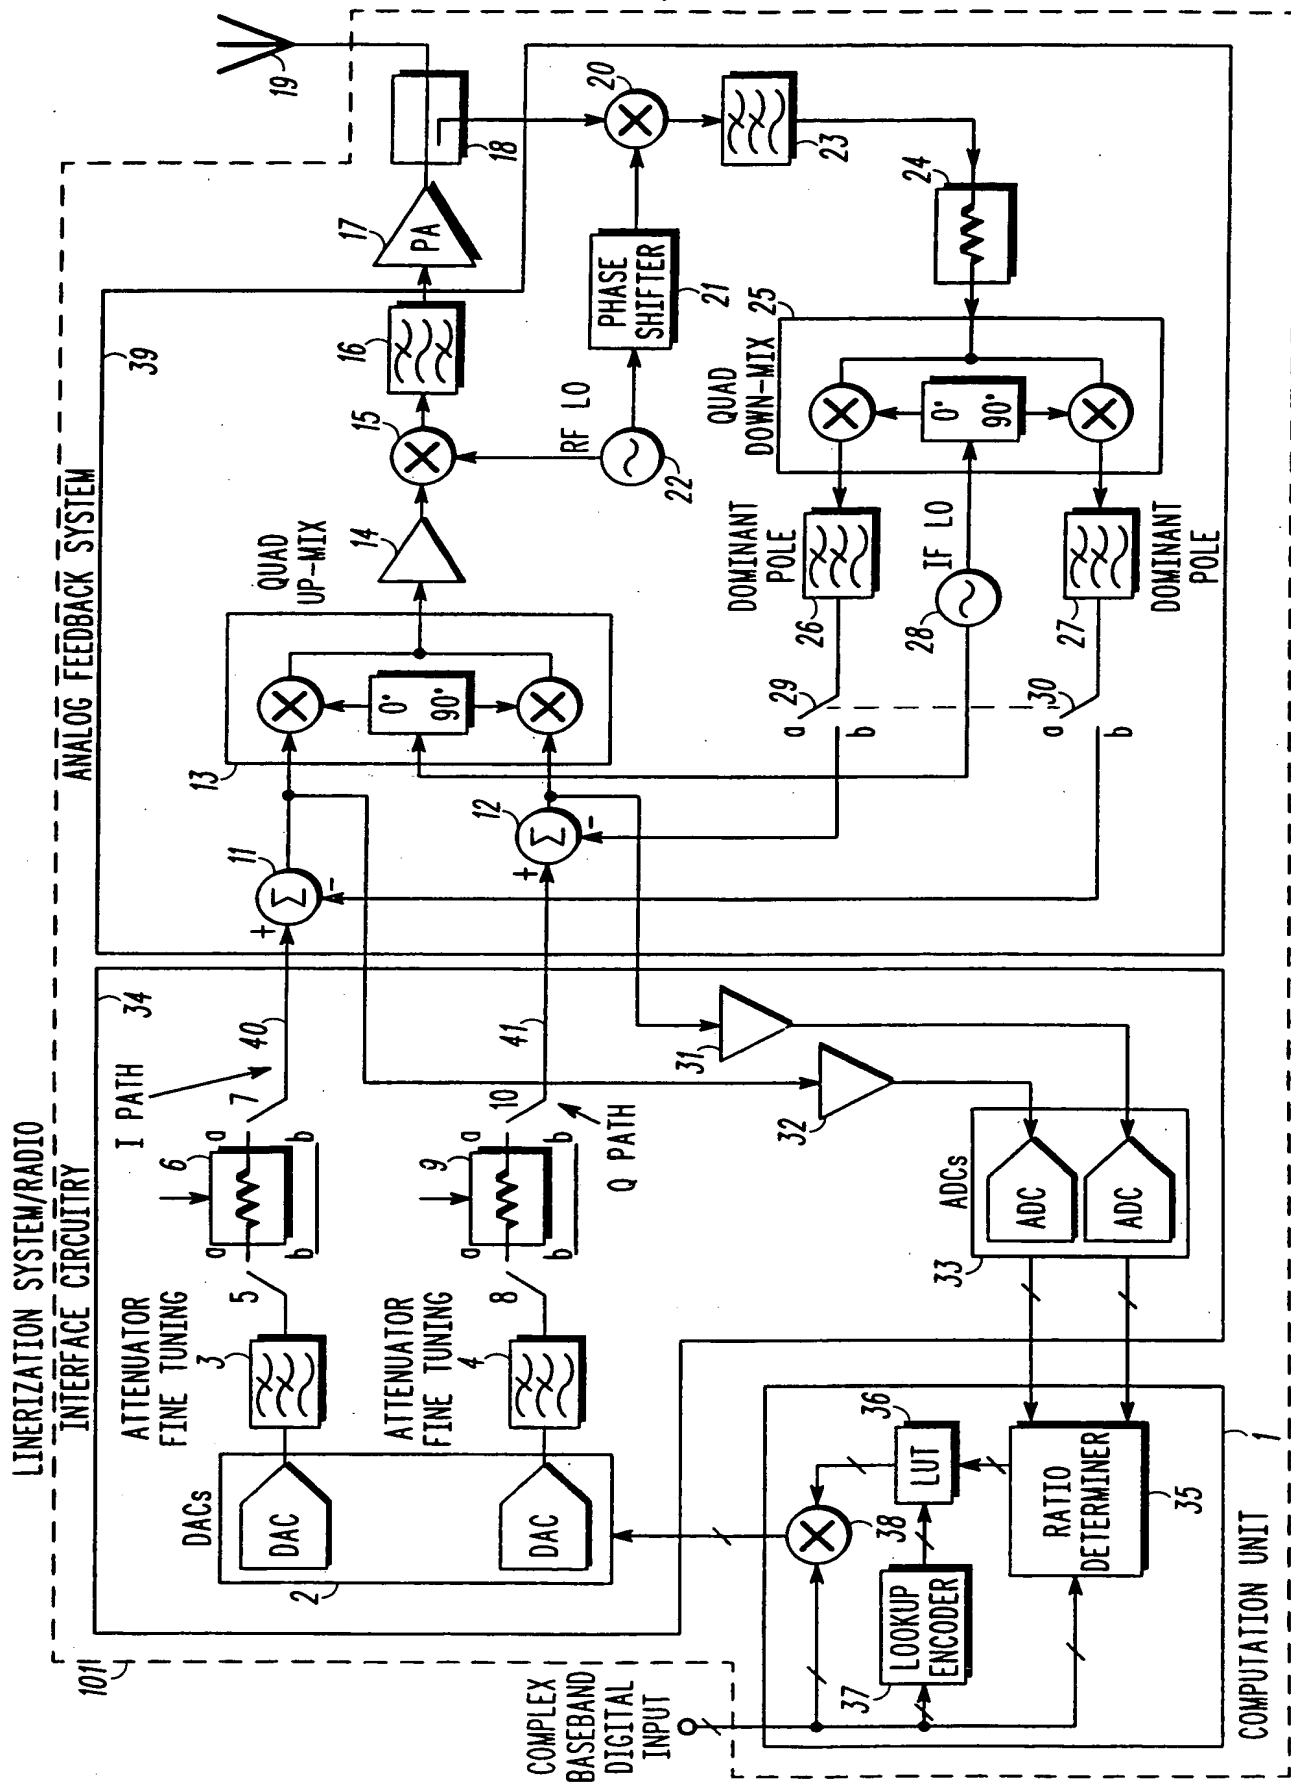 LINERIZATION SYSTEM/RADIO
INTERFACE CIRCUITRY
101
34
ANALOG FEEDBACK SYSTEM
39
DACs
DAC
DAC
2
ATTENUATOR
FINE TUNING
3
ATTENUATOR
FINE TUNING
4
5
a
b
6
a
b
7
I PATH
40
8
a
b
9
a
b
10
Q PATH
41
+
Σ
-
11
+
Σ
-
12
13
0°
90°
QUAD
UP-MIX
14
15
16
17
PA
18
19
20
PHASE
SHIFTER
21
RF LO
22
23
24
25
QUAD
DOWN-MIX
0°
90°
DOMINANT
POLE
26
IF LO
28
DOMINANT
POLE
27
29
a
b
30
a
b
31
32
ADCs
ADC
ADC
33
COMPLEX
BASEBAND
DIGITAL
INPUT
38
LUT
36
LOOKUP
ENCODER
37
RATIO
DETERMINER
35
COMPUTATION UNIT
1